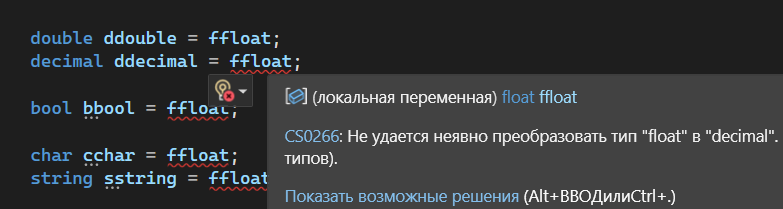 double ddouble = ffloat;
decimal ddecimal = ffloat;
bool bbool = ffloat;
char cchar = ffloat;
string sstring = ffloat
(локальная переменная) float ffloat
CS0266: Не удается неявно преобразовать тип "float" в "decimal".
типов).
Показать возможные решения (Alt+ВВОДилиCtrl+.)